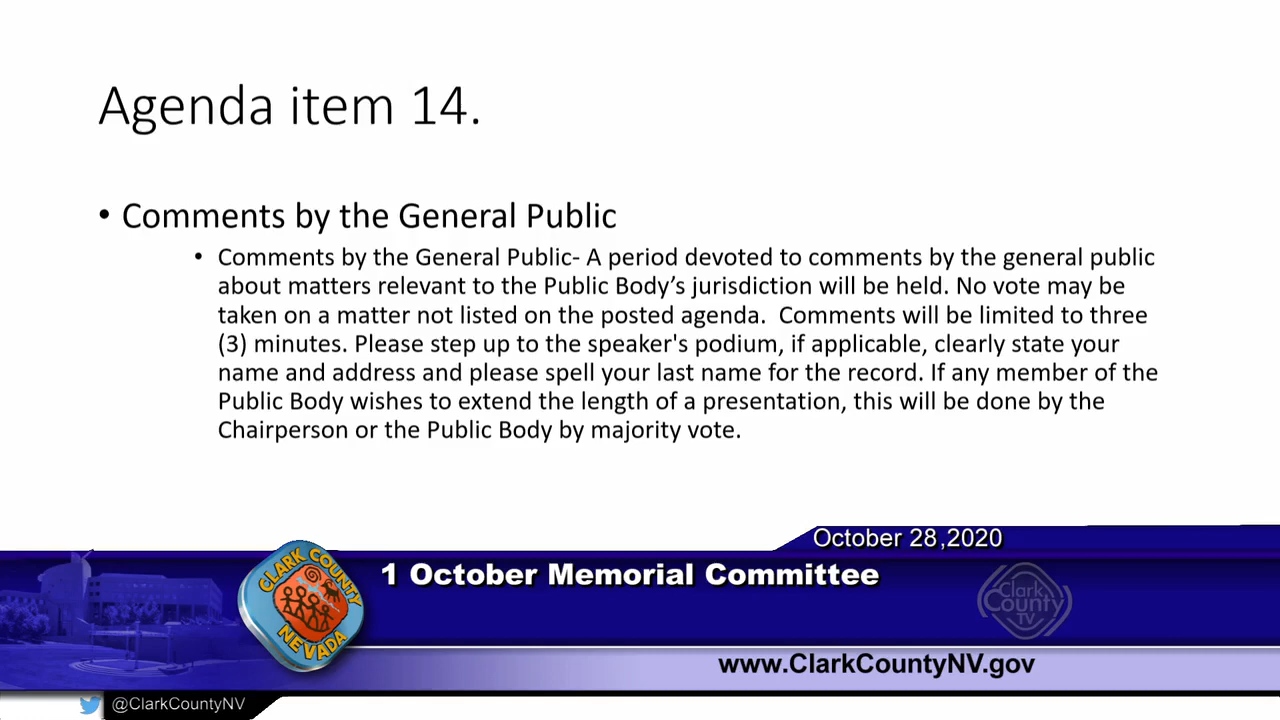 Agenda item 14.
• Comments by the General Public
• Comments by the General Public- A period devoted to comments by the general public
about matters relevant to the Public Body’s jurisdiction will be held. No vote may be
taken on a matter not listed on the posted agenda.  Comments will be limited to three
(3) minutes. Please step up to the speaker's podium, if applicable, clearly state your
name and address and please spell your last name for the record. If any member of the
Public Body wishes to extend the length of a presentation, this will be done by the
Chairperson or the Public Body by majority vote.
October 28,2020
1 October Memorial Committee
CLARK COUNTY
NEVADA
Clark
County
TV
www.ClarkCountyNV.gov
@ClarkCountyNV